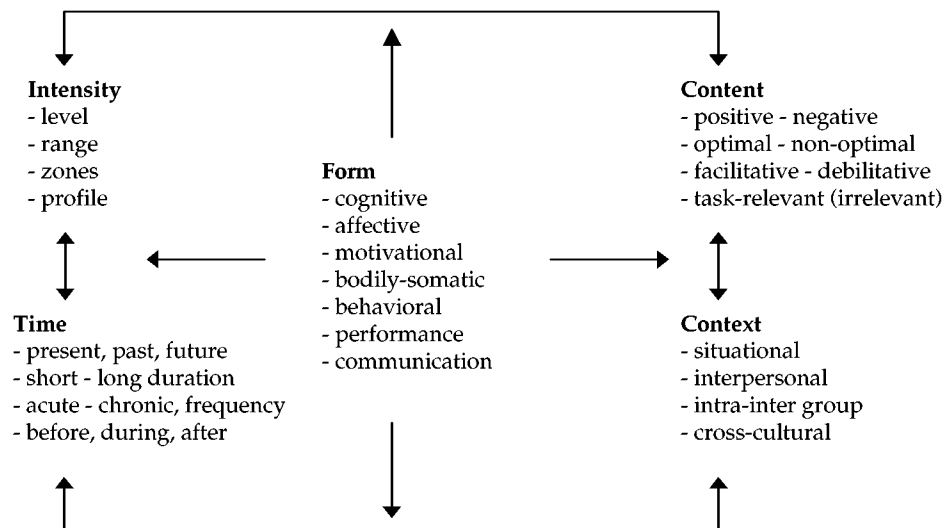 Intensity
- level
- range
- zones
- profile
Content
- positive - negative
- optimal - non-optimal
- facilitative - debilitative
- task-relevant (irrelevant)
Form
- cognitive
- affective
- motivational
- bodily-somatic
- behavioral
- performance
- communication
Time
- present, past, future
- short - long duration
- acute - chronic, frequency
- before, during, after
Context
- situational
- interpersonal
- intra-inter group
- cross-cultural